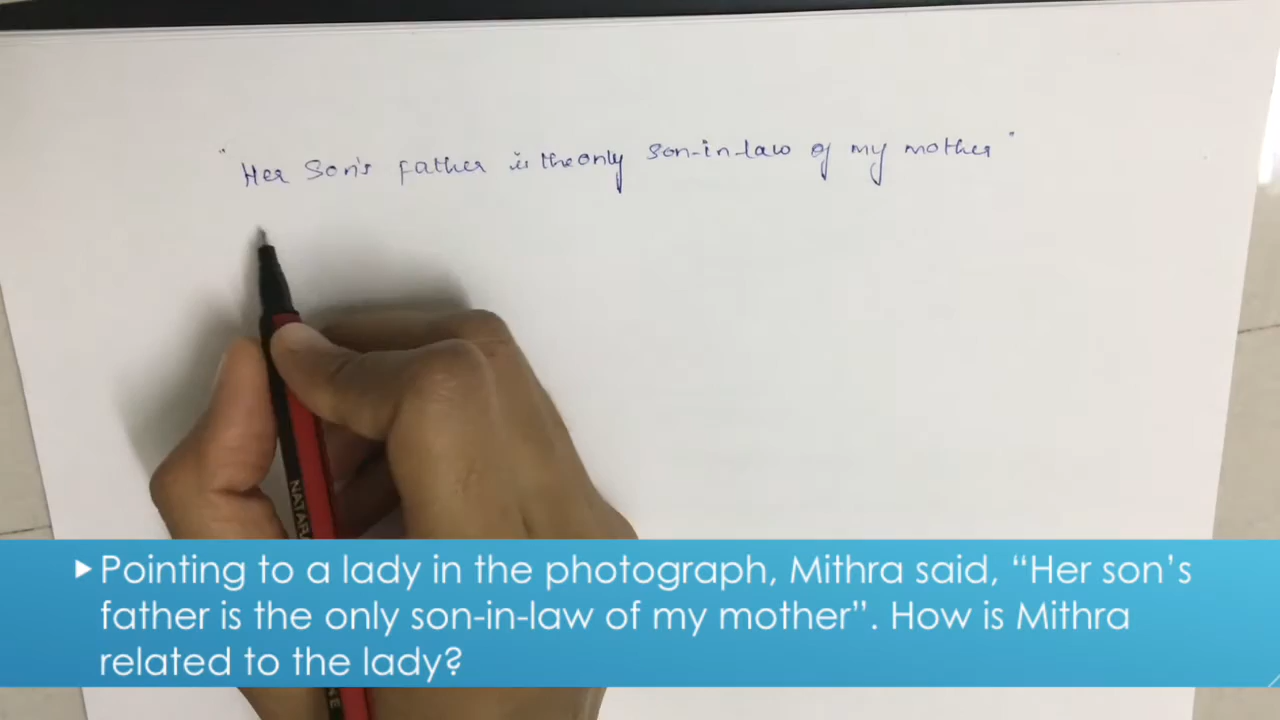 "Her Son's father is the only son-in-law of my mother"
NATARA
Pointing to a lady in the photograph, Mithra said, “Her son’s
father is the only son-in-law of my mother”. How is Mithra
related to the lady?